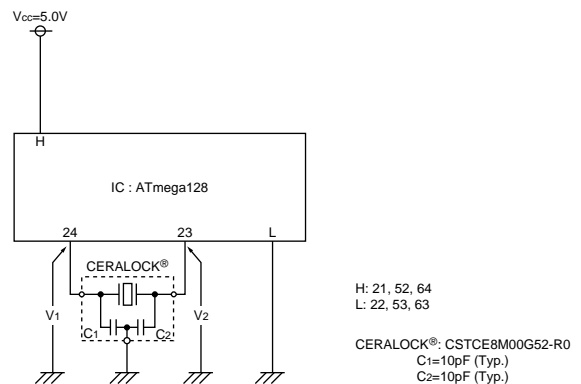 Vcc=5.0V
H
IC : ATmega128
24
23
L
CERALOCK®
V1
C1
C2
V2
H: 21, 52, 64
L: 22, 53, 63
CERALOCK®: CSTCE8M00G52-R0
C1=10pF (Typ.)
C2=10pF (Typ.)